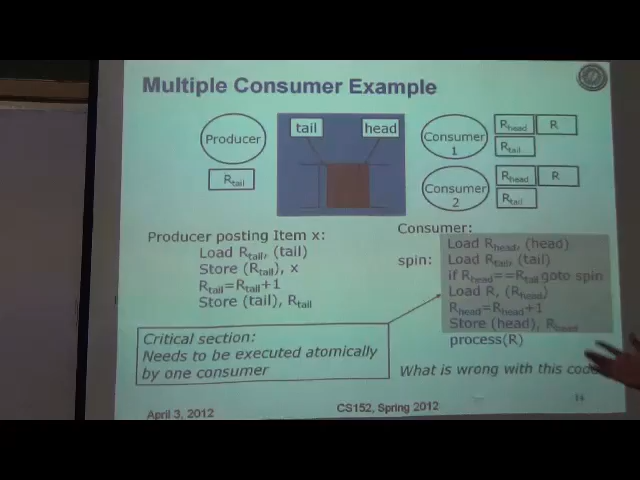 Multiple Consumer Example
Producer
tail
head
Consumer
1
Rhead
R
Rtail
Rtail
Consumer
2
Rhead
R
Rtail
Producer posting Item x:
Load Rtail, (tail)
Store (Rtail), x
Rtail=Rtail+1
Store (tail), Rtail
Consumer:
Load Rhead, (head)
spin: Load Rtail, (tail)
if Rhead==Rtail goto spin
Load R, (Rhead)
Rhead=Rhead+1
Store (head), Rhead
process(R)
Critical section:
Needs to be executed atomically
by one consumer
What is wrong with this code
April 3, 2012
CS152, Spring 2012